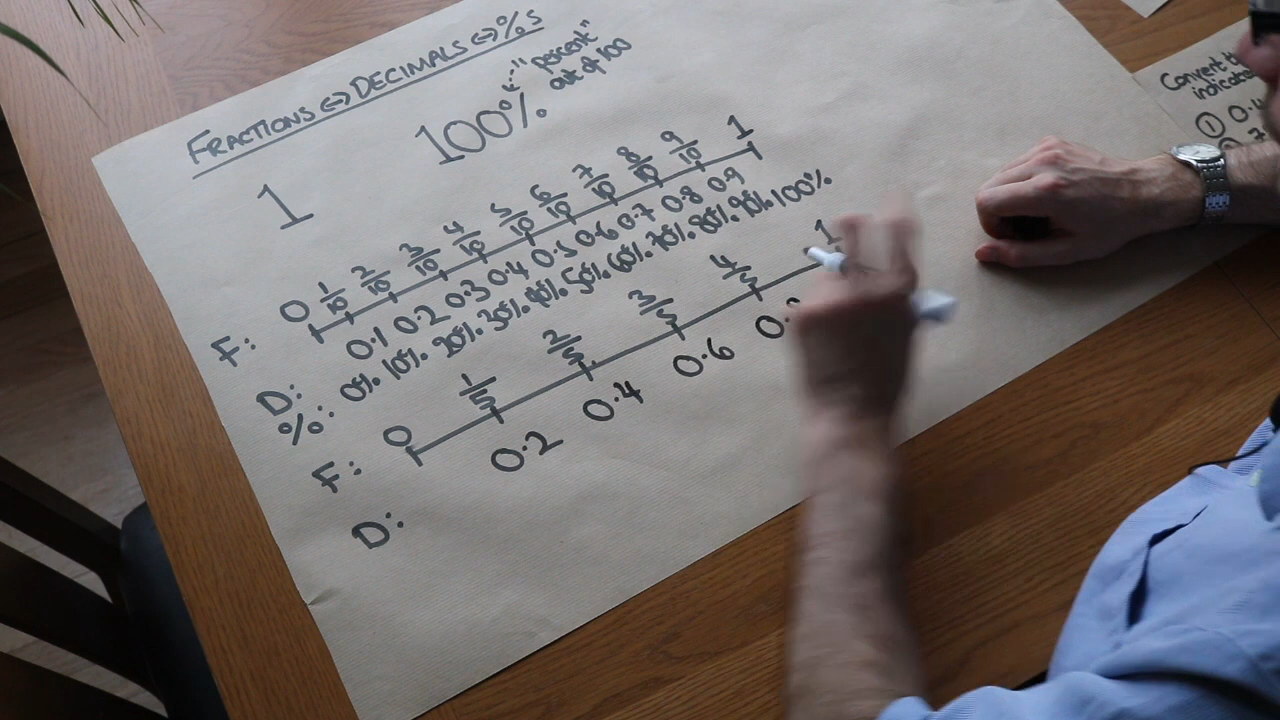 FRACTIONS ⇔ DECIMALS ⇔ %s
1
100%
"percent"
out of 100
F: 0 1/10 2/10 3/10 4/10 5/10 6/10 7/10 8/10 9/10 1
D: 0.1 0.2 0.3 0.4 0.5 0.6 0.7 0.8 0.9
%: 0% 10% 20% 30% 40% 50% 60% 70% 80% 90% 100%
F: 0 1/5 2/5 3/5 4/5 1
D: 0.2 0.4 0.6
Convert
indicated
① 0.